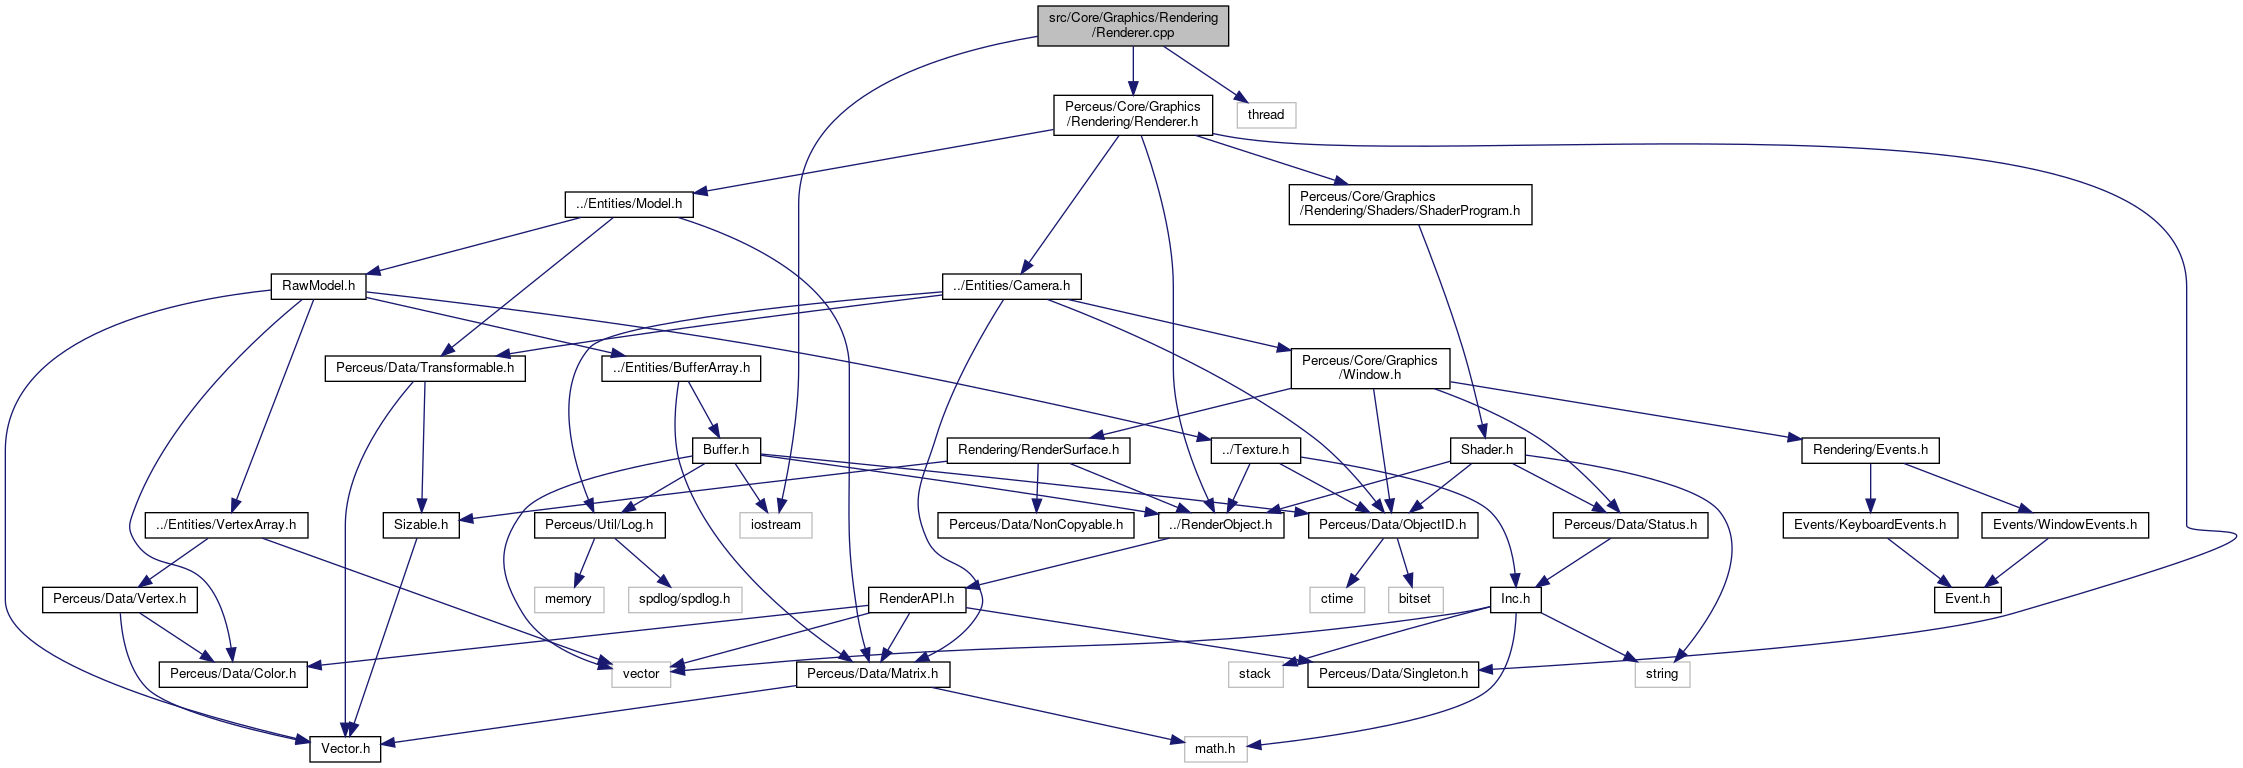 src/Core/Graphics/Rendering
/Renderer.cpp
Perceus/Core/Graphics
/Rendering/Renderer.h
thread
../Entities/Model.h
Perceus/Core/Graphics
/Rendering/Shaders/ShaderProgram.h
RawModel.h
../Entities/Camera.h
Perceus/Data/Transformable.h
../Entities/BufferArray.h
Perceus/Core/Graphics
/Window.h
Buffer.h
Rendering/RenderSurface.h
../Texture.h
Shader.h
Rendering/Events.h
../Entities/VertexArray.h
Sizable.h
Perceus/Util/Log.h
iostream
Perceus/Data/NonCopyable.h
../RenderObject.h
Perceus/Data/ObjectID.h
Perceus/Data/Status.h
Events/KeyboardEvents.h
Events/WindowEvents.h
Perceus/Data/Vertex.h
memory
spdlog/spdlog.h
RenderAPI.h
ctime
bitset
Inc.h
Event.h
Perceus/Data/Color.h
vector
Perceus/Data/Matrix.h
stack
Perceus/Data/Singleton.h
string
Vector.h
math.h